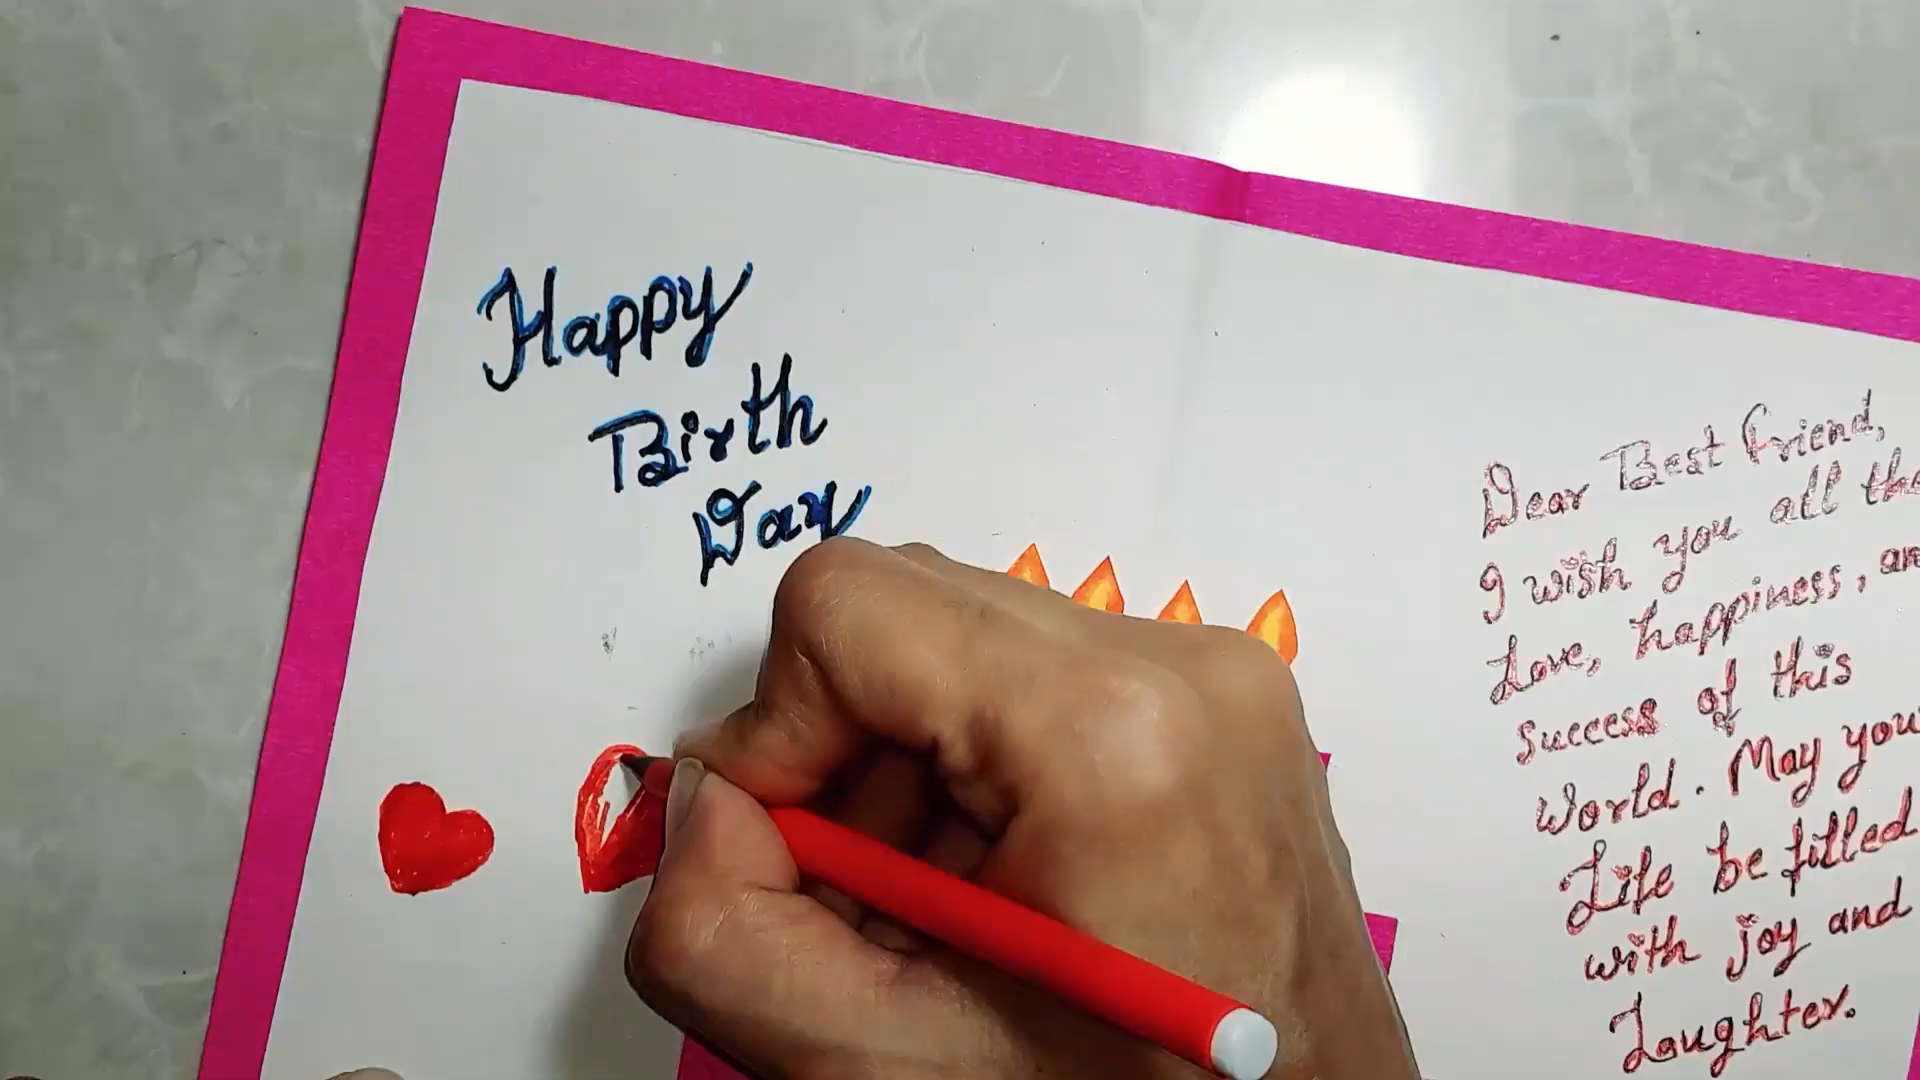 Happy
Birth
Day
Dear Best Friend,
I wish you all the
Love, happiness,
success of this
World. May you
Life be filled
with joy and
Laughter.